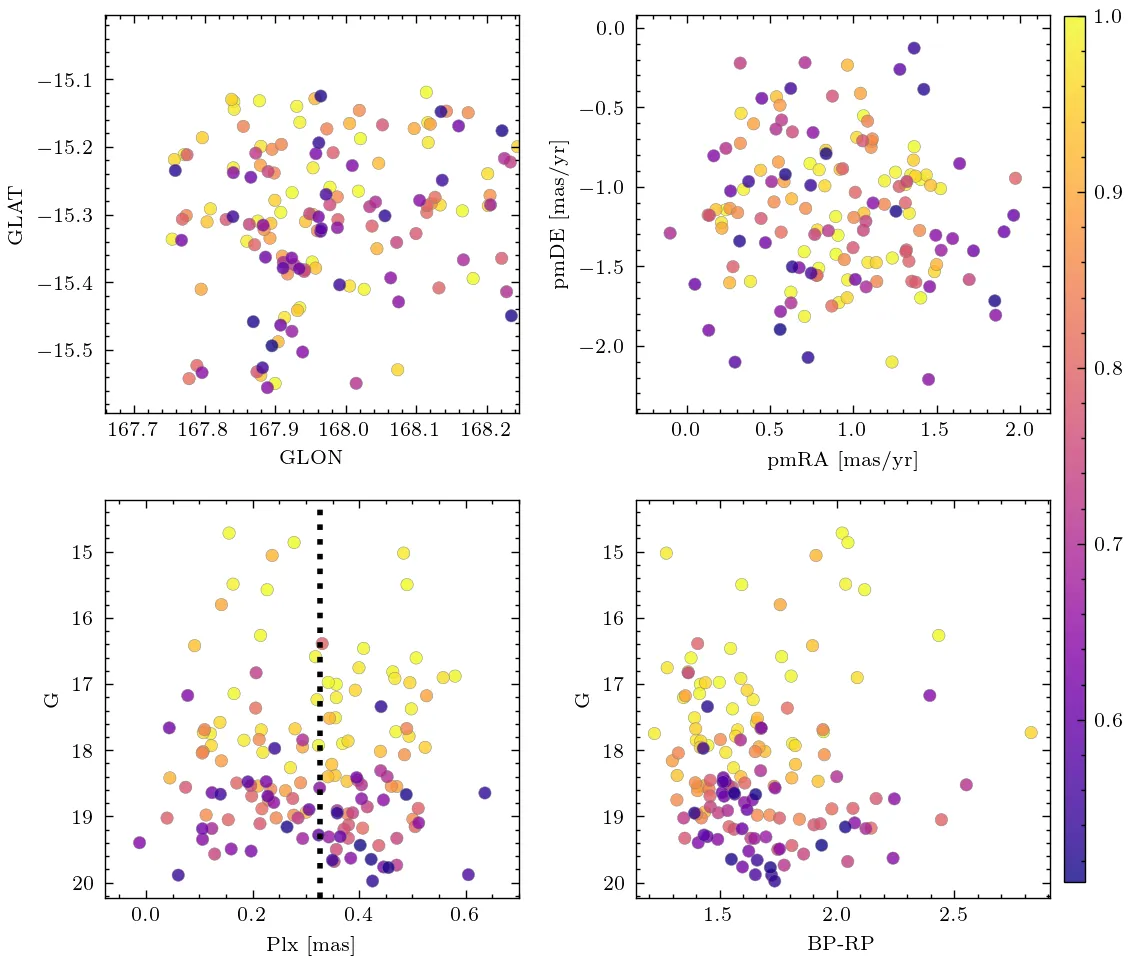 −15.1
−15.2
−15.3
−15.4
−15.5
GLAT
167.7 167.8 167.9 168.0 168.1 168.2
GLON
0.0
−0.5
−1.0
−1.5
−2.0
pmDE [mas/yr]
0.0 0.5 1.0 1.5 2.0
pmRA [mas/yr]
1.0
0.9
0.8
0.7
0.6
15
16
17
18
19
20
G
0.0 0.2 0.4 0.6
Plx [mas]
15
16
17
18
19
20
G
1.5 2.0 2.5
BP-RP